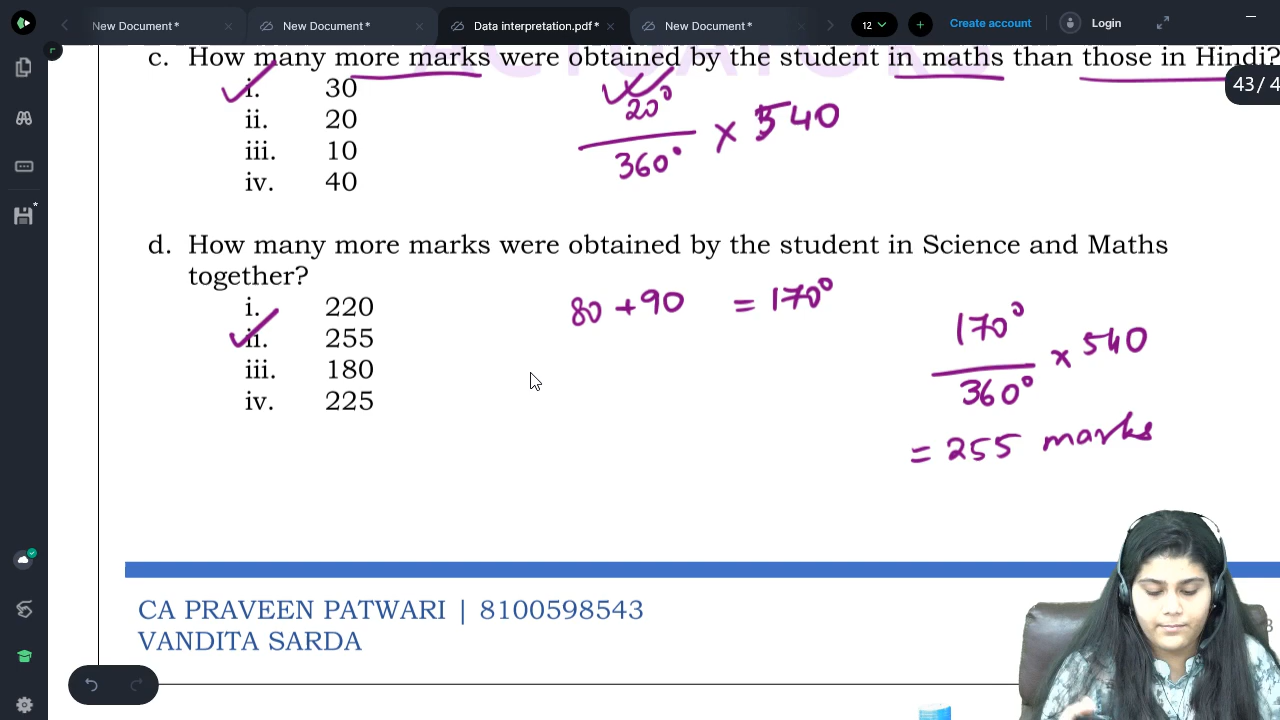 New Document*
New Document*
Data interpretation.pdf*
New Document*
12
Create account
Login
43/4
c. How many more marks were obtained by the student in maths than those in Hindi?
i. 30
ii. 20
iii. 10
iv. 40
20°
360° × 540
d. How many more marks were obtained by the student in Science and Maths
together?
i. 220
ii. 255
iii. 180
iv. 225
80 + 90 = 170°
170°
360° × 540
= 255 marks
CA PRAVEEN PATWARI | 8100598543
VANDITA SARDA